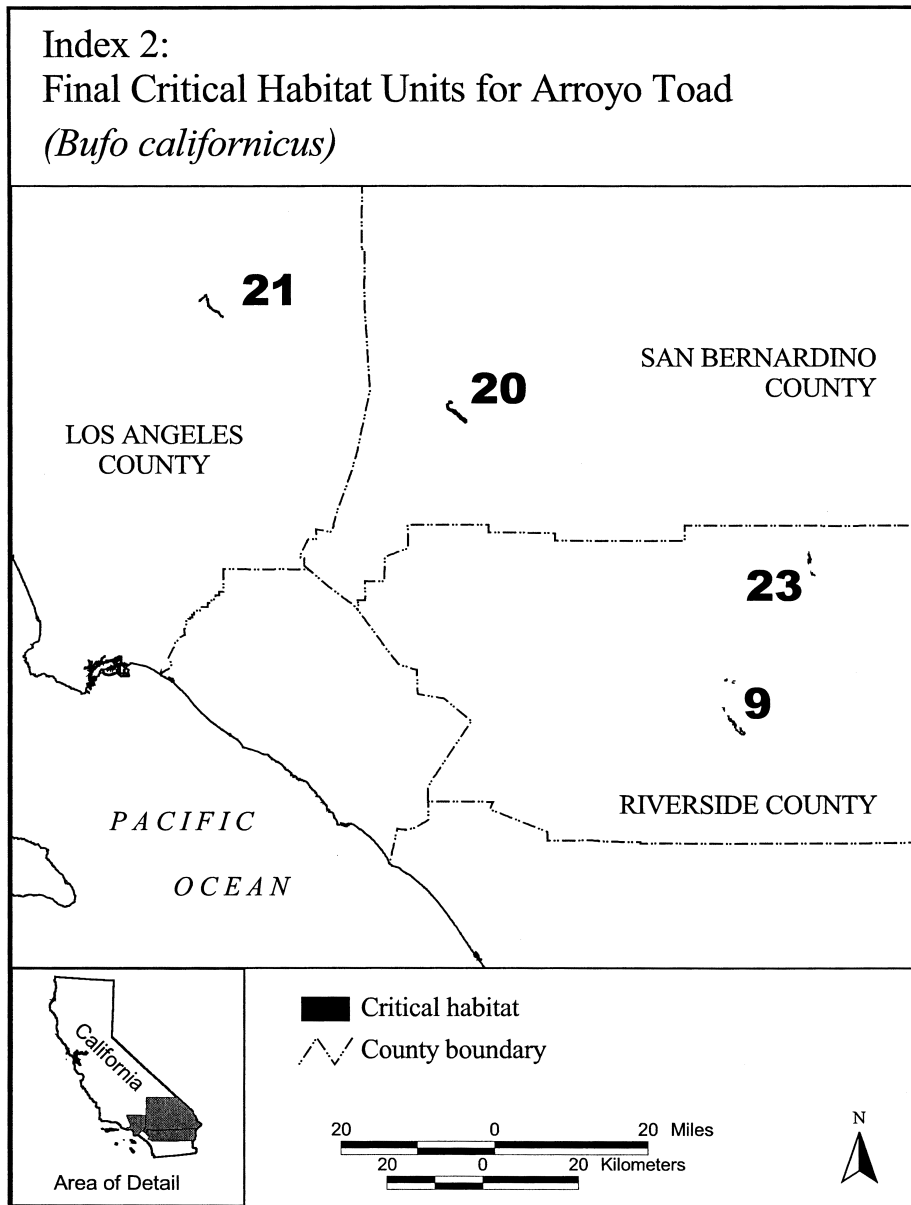 Index 2:
Final Critical Habitat Units for Arroyo Toad
(Bufo californicus)
21
20
SAN BERNARDINO
COUNTY
LOS ANGELES
COUNTY
23
9
RIVERSIDE COUNTY
PACIFIC
OCEAN
California
Area of Detail
Critical habitat
County boundary
20 0 20 Miles
20 0 20 Kilometers
N